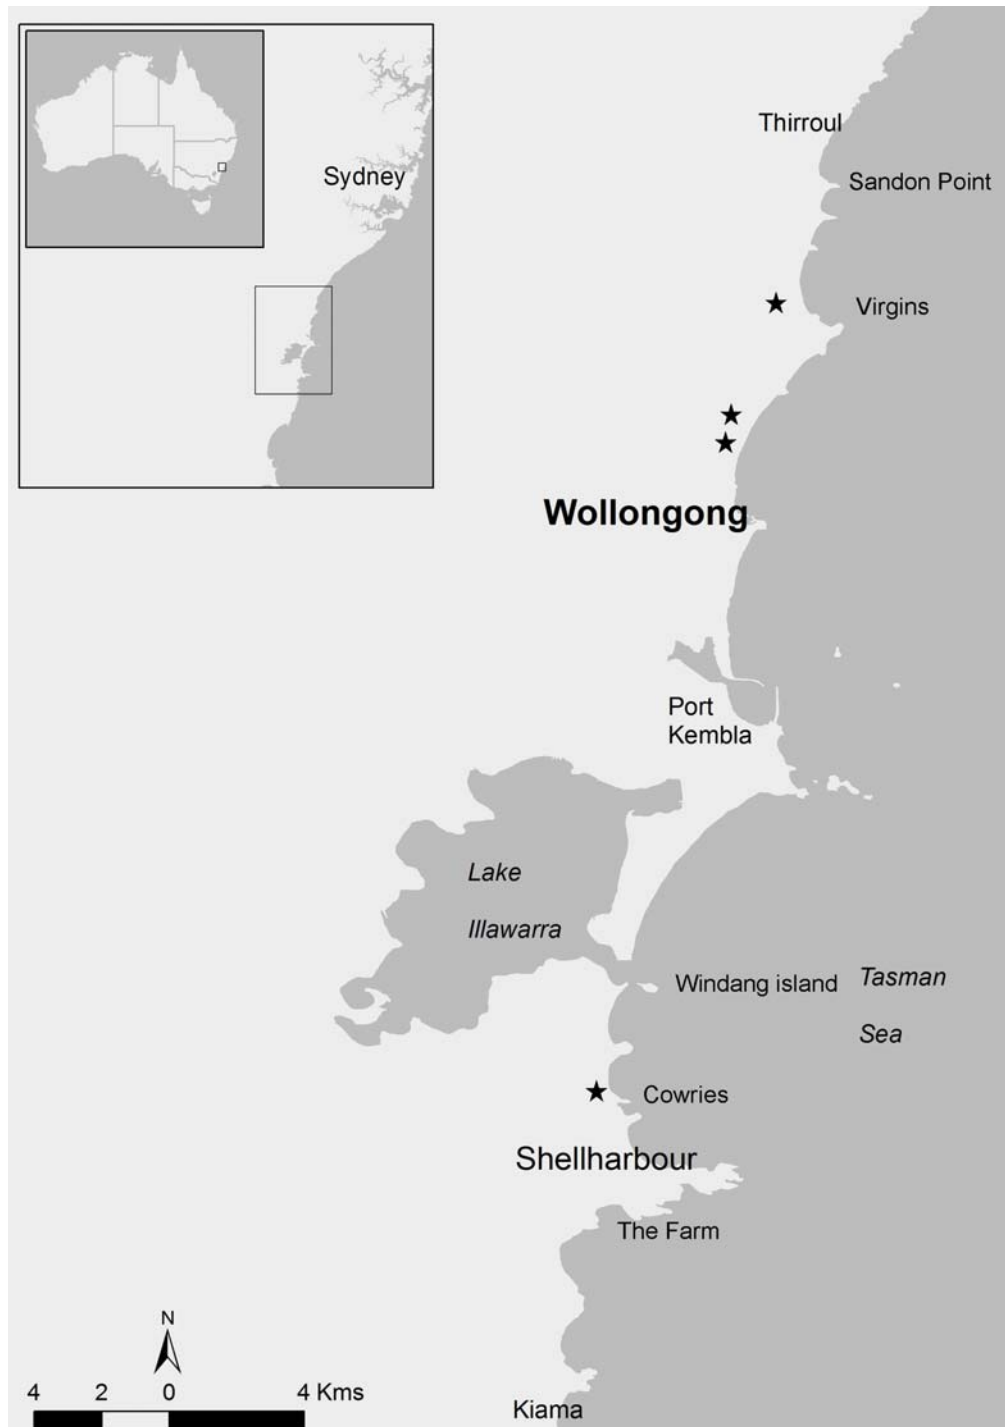 Thirroul
Sydney
Sandon Point
Virgins
Wollongong
Port
Kembla
Lake
Illawarra
Windang island
Tasman
Sea
Cowries
Shellharbour
The Farm
N
4 2 0 4 Kms
Kiama